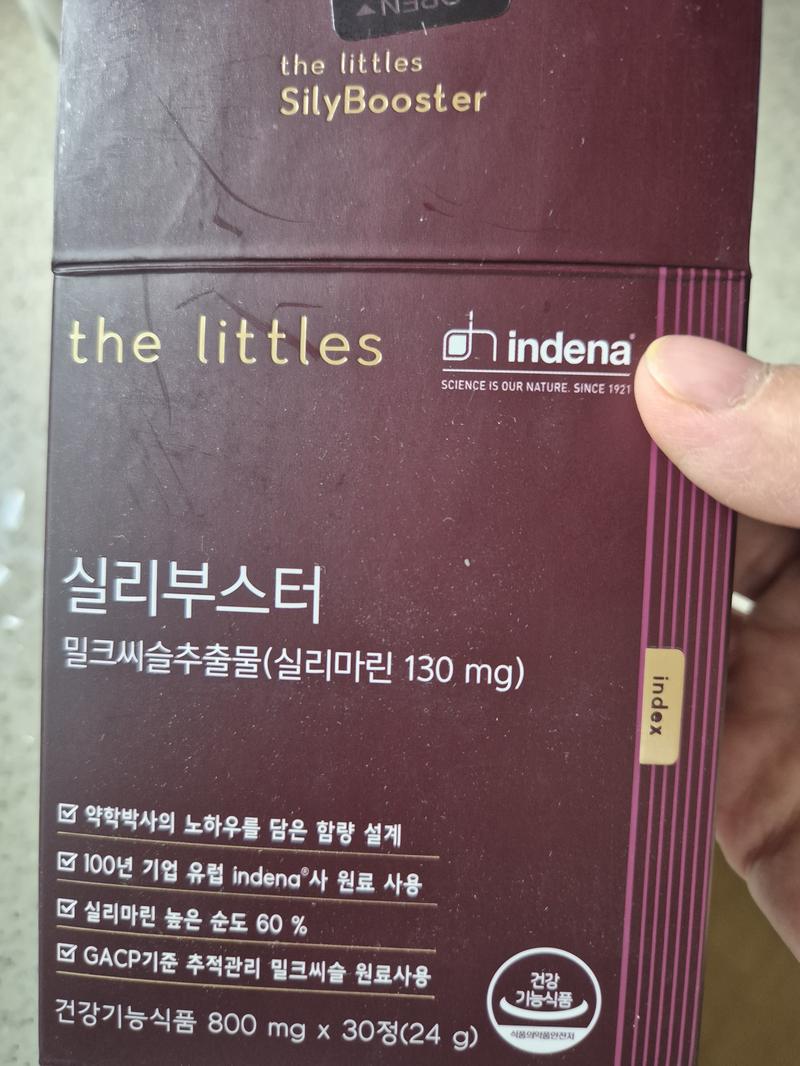 OPEN
the littles
SilyBooster
the littles
indena
SCIENCE IS OUR NATURE. SINCE 1921
실리부스터
밀크씨슬추출물(실리마린 130 mg)
index
약학박사의 노하우를 담은 함량 설계
100년 기업 유럽 indena®사 원료 사용
실리마린 높은 순도 60 %
GACP기준 추적관리 밀크씨슬 원료사용
건강기능식품 800 mg x 30정(24 g)
건강
기능식품
식품의약품안전처